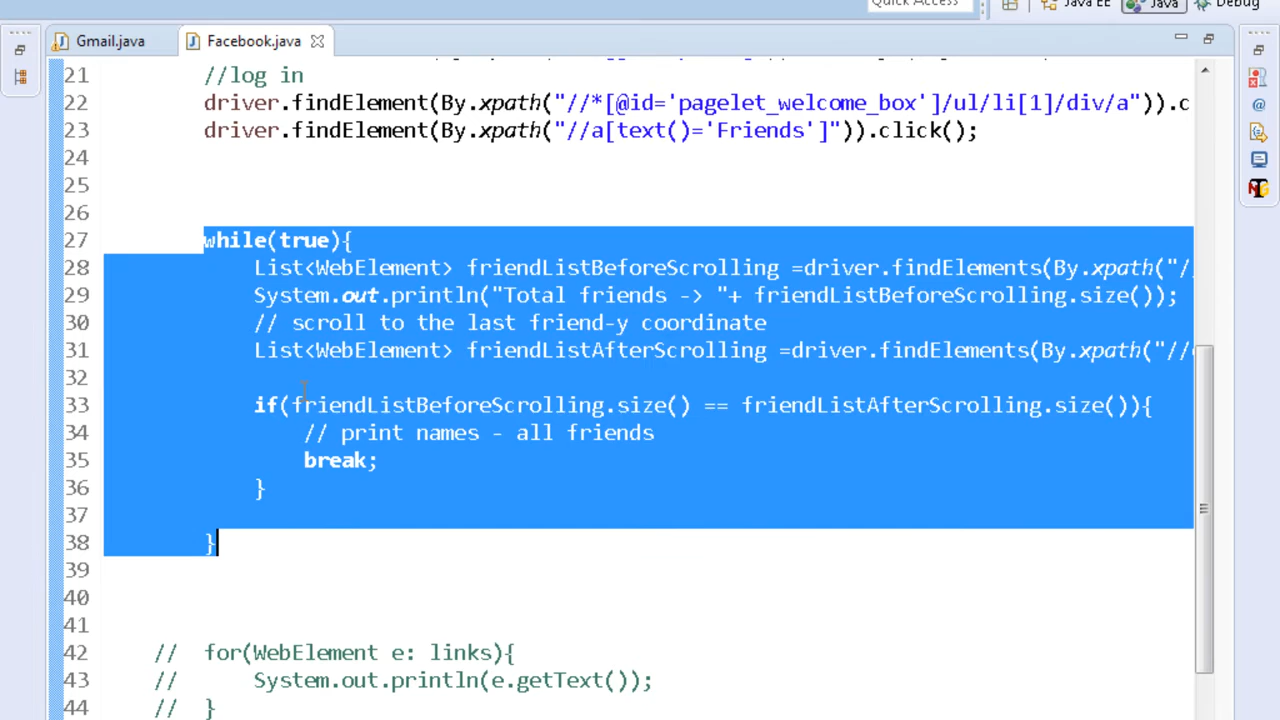 Quick Access
Java EE
Java
Debug
Gmail.java
Facebook.java
21 //log in
22 driver.findElement(By.xpath("//*[@id='pagelet_welcome_box']/ul/li[1]/div/a")).c
23 driver.findElement(By.xpath("//a[text()='Friends']")).click();
24
25
26
27 while(true){
28 List<WebElement> friendListBeforeScrolling =driver.findElements(By.xpath("/
29 System.out.println("Total friends -> "+ friendListBeforeScrolling.size());
30 // scroll to the last friend-y coordinate
31 List<WebElement> friendListAfterScrolling =driver.findElements(By.xpath("//
32
33 if(friendListBeforeScrolling.size() == friendListAfterScrolling.size()){
34 // print names - all friends
35 break;
36 }
37
38 }
39
40
41
42 // for(WebElement e: links){
43 // System.out.println(e.getText());
44 // }